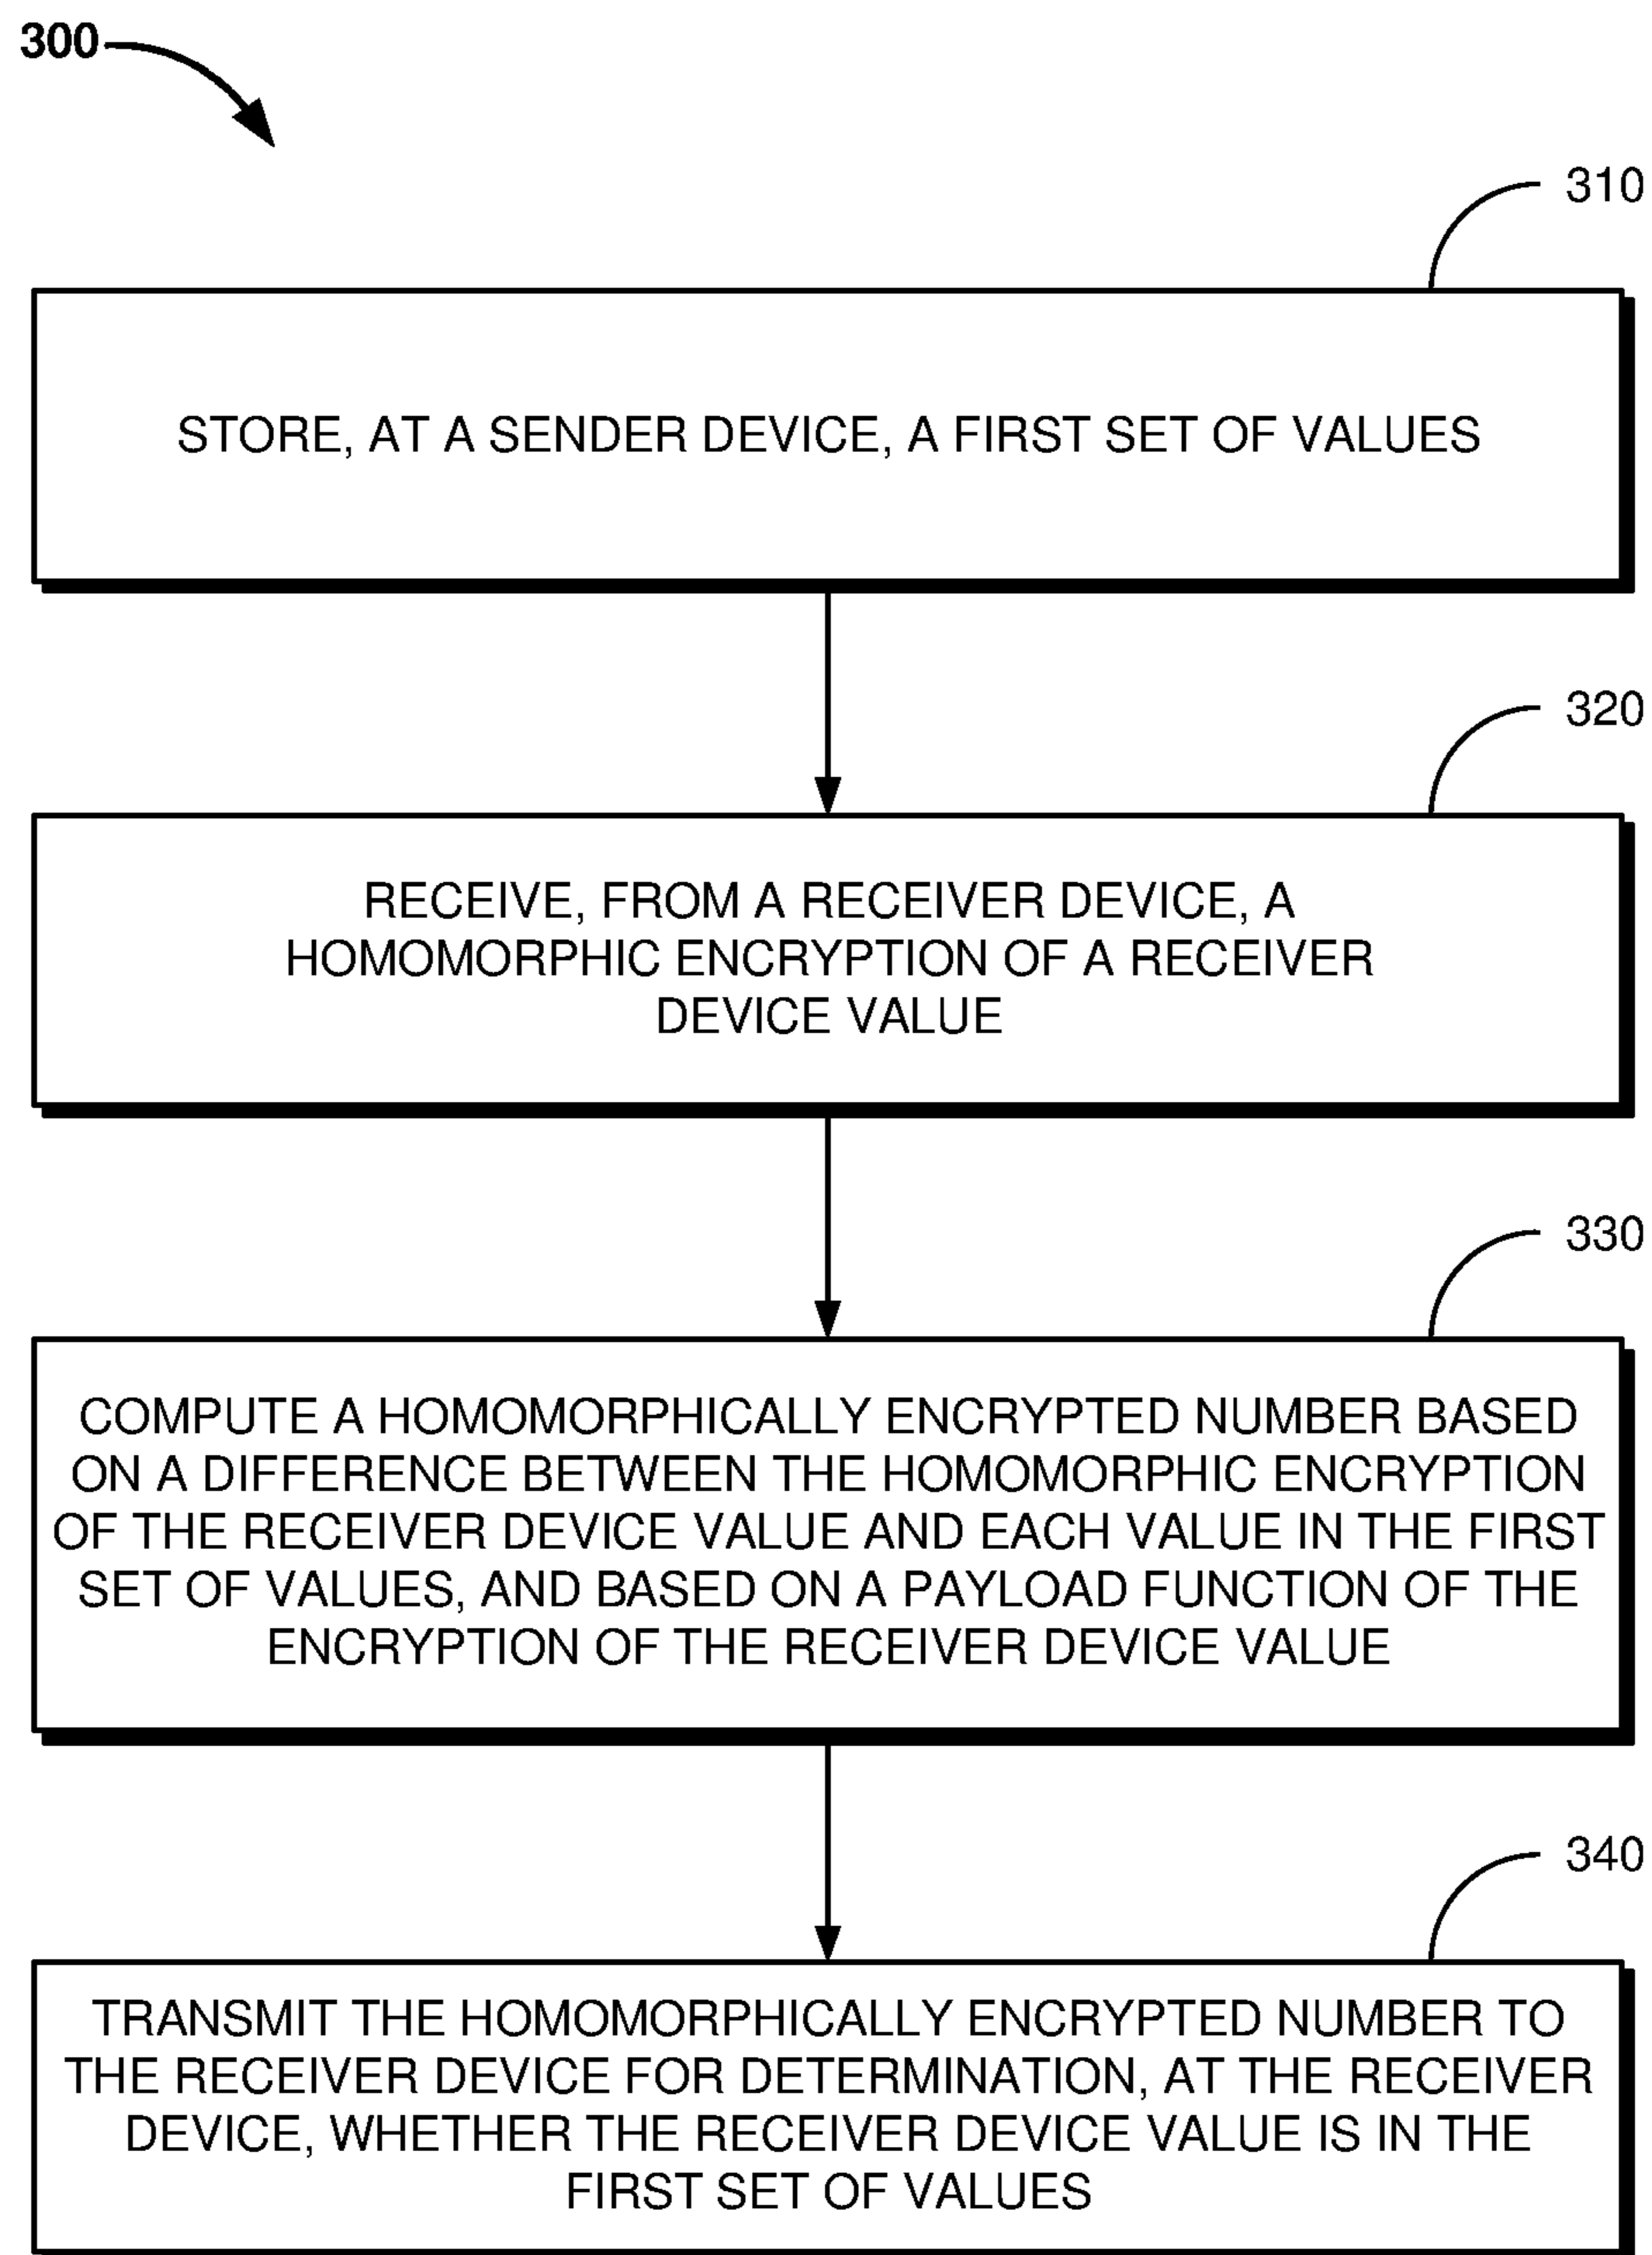 300
310
STORE, AT A SENDER DEVICE, A FIRST SET OF VALUES
320
RECEIVE, FROM A RECEIVER DEVICE, A
HOMOMORPHIC ENCRYPTION OF A RECEIVER
DEVICE VALUE
330
COMPUTE A HOMOMORPHICALLY ENCRYPTED NUMBER BASED
ON A DIFFERENCE BETWEEN THE HOMOMORPHIC ENCRYPTION
OF THE RECEIVER DEVICE VALUE AND EACH VALUE IN THE FIRST
SET OF VALUES, AND BASED ON A PAYLOAD FUNCTION OF THE
ENCRYPTION OF THE RECEIVER DEVICE VALUE
340
TRANSMIT THE HOMOMORPHICALLY ENCRYPTED NUMBER TO
THE RECEIVER DEVICE FOR DETERMINATION, AT THE RECEIVER
DEVICE, WHETHER THE RECEIVER DEVICE VALUE IS IN THE
FIRST SET OF VALUES